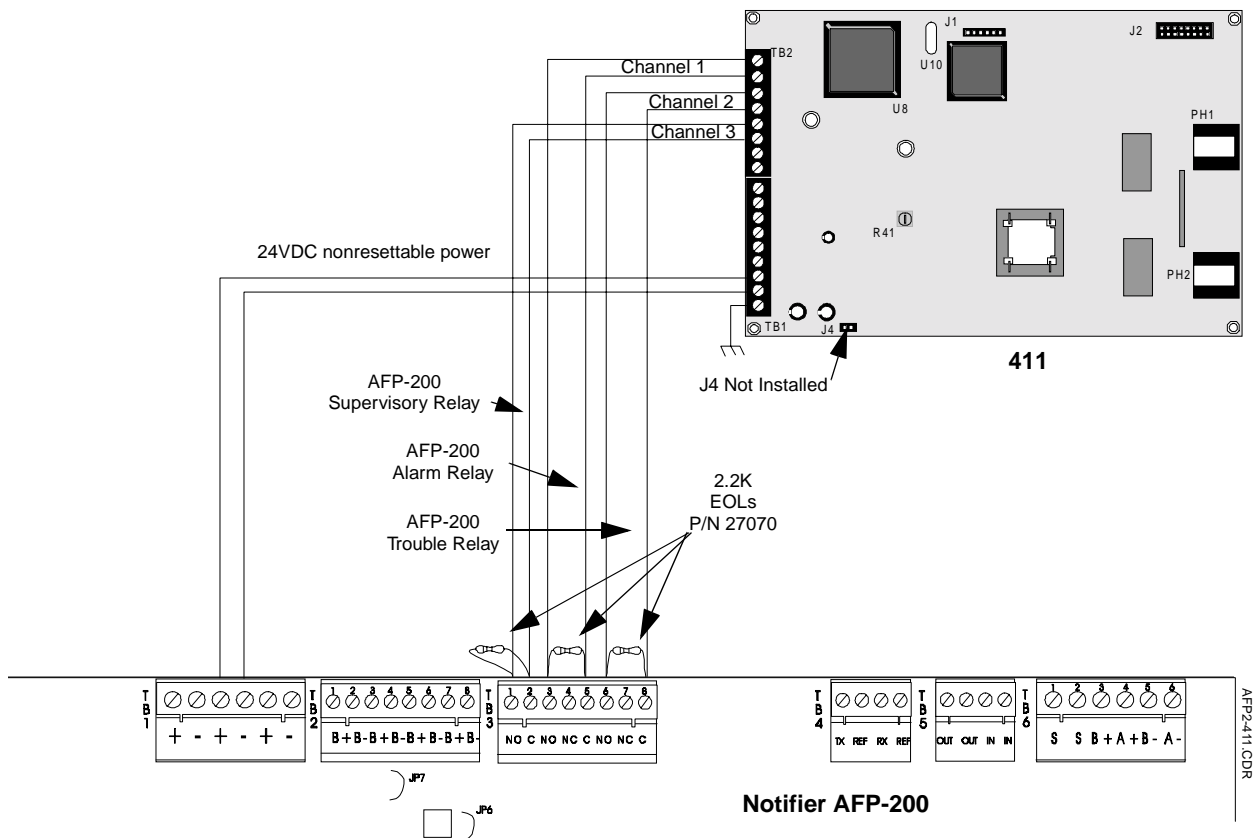 J1
J2
TB2
U10
Channel 1
Channel 2
U8
PH1
Channel 3
R41
24VDC nonresettable power
PH2
TB1
J4
411
J4 Not Installed
AFP-200
Supervisory Relay
AFP-200
Alarm Relay
2.2K
EOLs
P/N 27070
AFP-200
Trouble Relay
TB1
+ - + - + -
TB2
1 2 3 4 5 6 7 8
B+ B- B+ B- B+ B- B+ B-
TB3
1 2 3 4 5 6 7 8
NO C NO NC C NO NC C
TB4
TX REF RX REF
TB5
OUT OUT IN IN
TB6
1 2 3 4 5 6
S S B+ A+ B- A-
AFP2-411.CDR
JP7
JP6
Notifier AFP-200